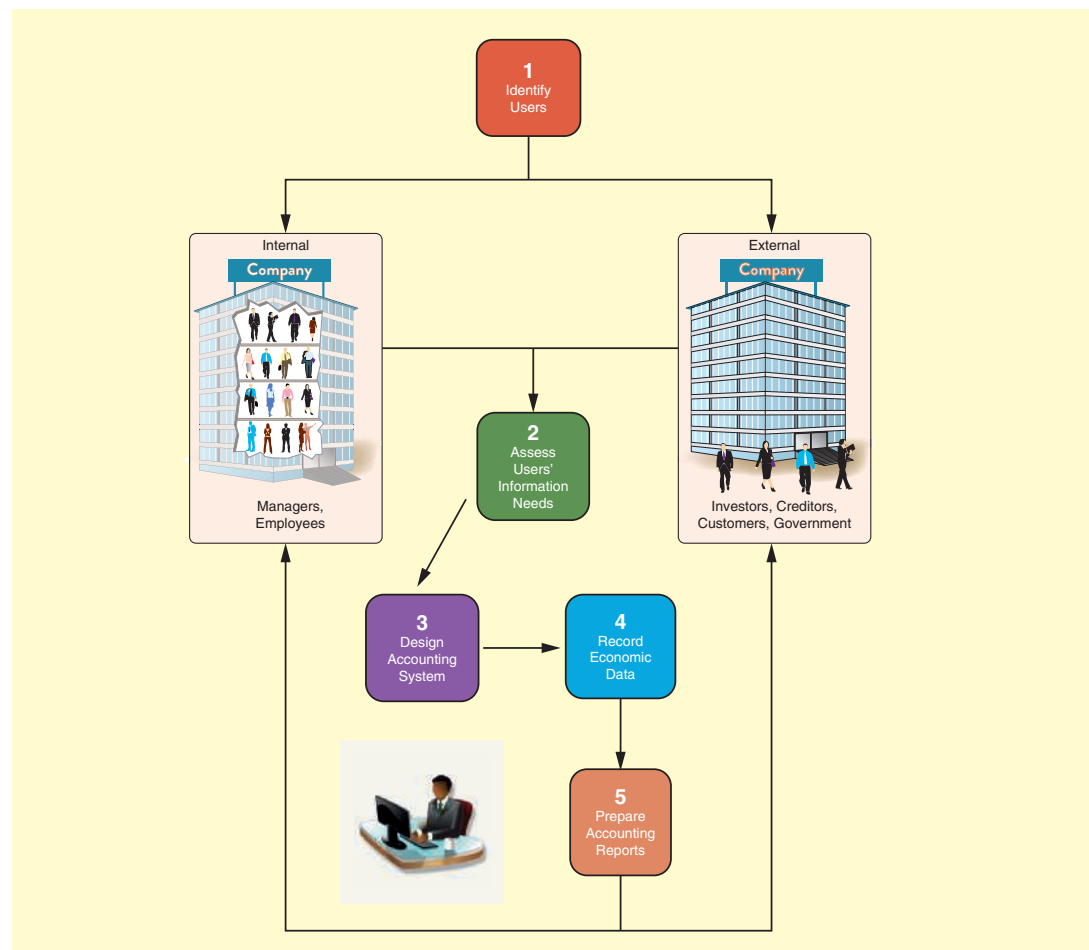 1
Identify
Users
Internal
Company
Managers,
Employees
External
Company
Investors, Creditors,
Customers, Government
2
Assess
Users'
Information
Needs
3
Design
Accounting
System
4
Record
Economic
Data
5
Prepare
Accounting
Reports